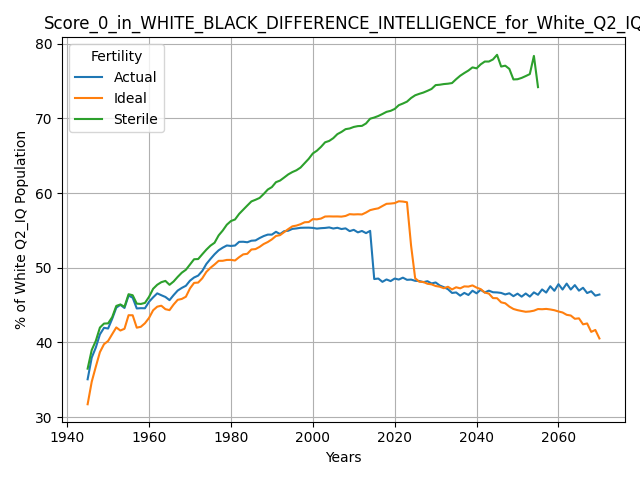 Score_0_in_WHITE_BLACK_DIFFERENCE_INTELLIGENCE_for_White_Q2_IQ
Fertility
Actual
Ideal
Sterile
% of White Q2_IQ Population
80
70
60
50
40
30
1940 1960 1980 2000 2020 2040 2060
Years